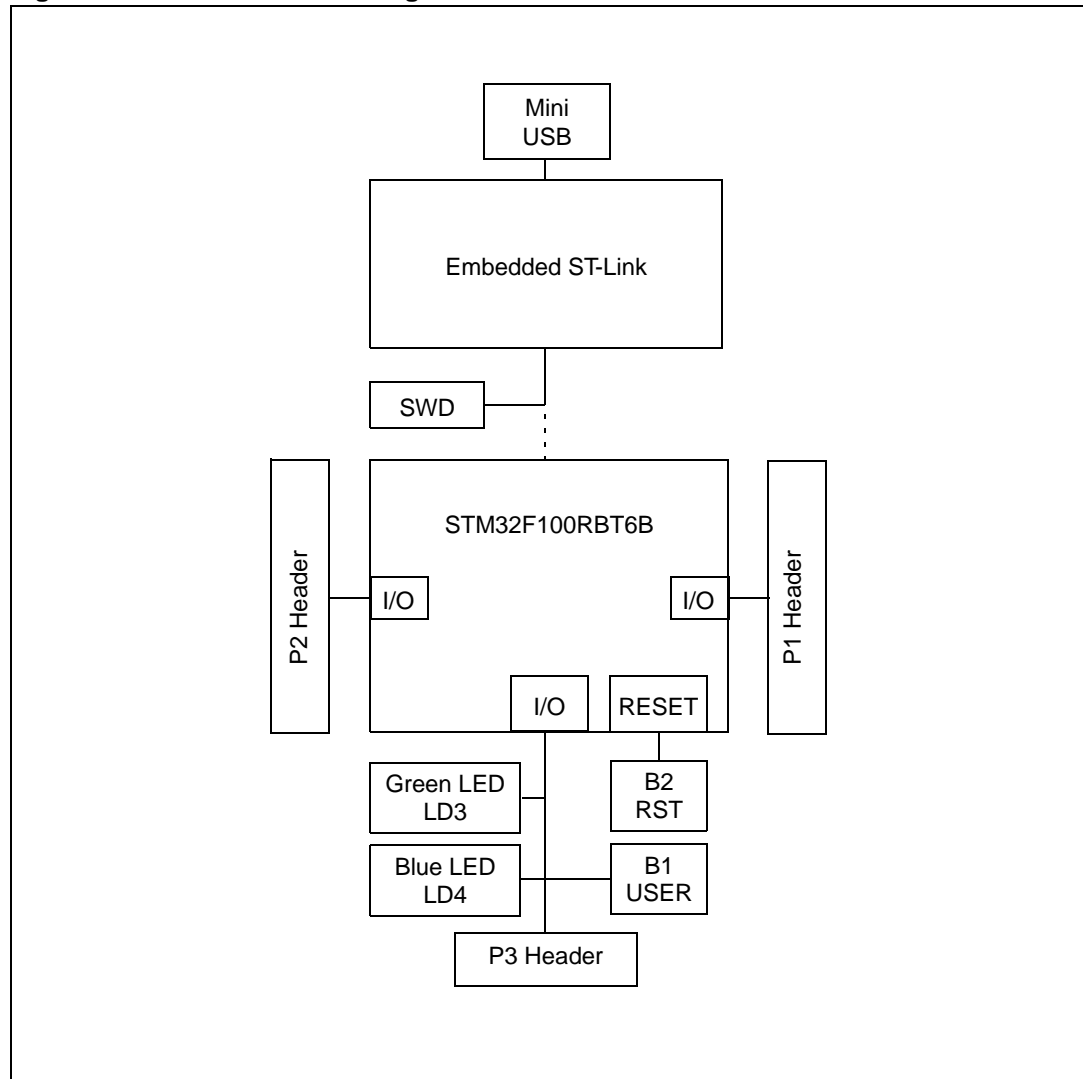 Mini
USB
Embedded ST-Link
SWD
STM32F100RBT6B
P2 Header
I/O
I/O
P1 Header
I/O
RESET
Green LED
LD3
B2
RST
Blue LED
LD4
B1
USER
P3 Header